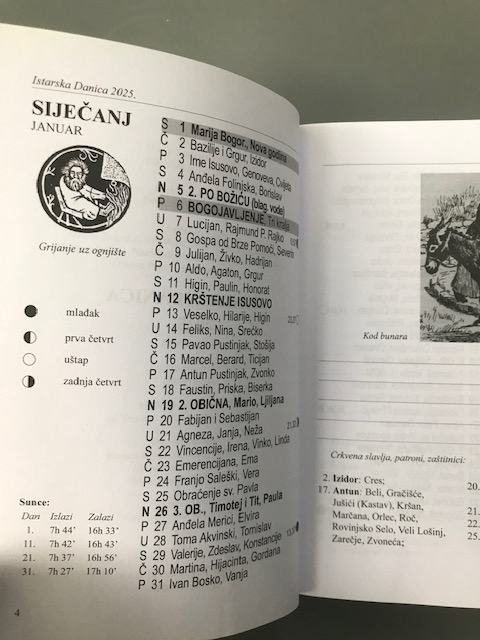 Istarska Danica 2025.
SIJEČANJ
JANUAR
Grijanje uz ognjište
mlađak
prva četvrt
uštap
zadnja četvrt
Sunce:
Dan Izlazi Zalazi
1. 7h 44’ 16h 33’
11. 7h 42’ 16h 43’
21. 7h 37’ 16h 56’
31. 7h 27’ 17h 10’
4
S 1 Marija Bogor., Nova godina
Č 2 Bazilije i Grgur, Izidor
P 3 Ime Isusovo, Genoveva, Cvijeta
S 4 Anđela Folinjska, Borislav
N 5 2. PO BOŽIĆU (blag. vode)
P 6 BOGOJAVLJENJE, Tri kralja
U 7 Lucijan, Rajmund P. Rajko
S 8 Gospa od Brze Pomoći, Severin
Č 9 Julijan, Živko, Hadrijan
P 10 Aldo, Agaton, Grgur
S 11 Higin, Paulin, Honorat
N 12 KRŠTENJE ISUSOVO
P 13 Veselko, Hilarije, Higin
U 14 Feliks, Nina, Srećko
S 15 Pavao Pustinjak, Stošija
Č 16 Marcel, Berard, Ticijan
P 17 Antun Pustinjak, Zvonko
S 18 Faustin, Priska, Biserka
N 19 2. OBIČNA, Mario, Ljiljana
P 20 Fabijan i Sebastijan
U 21 Agneza, Janja, Neža
S 22 Vincencije, Irena, Vinko, Linda
Č 23 Emerencijana, Ema
P 24 Franjo Saleški, Vera
S 25 Obraćenje sv. Pavla
N 26 3. OB., Timotej i Tit, Paula
P 27 Anđela Merici, Elvira
U 28 Toma Akvinski, Tomislav
S 29 Valerije, Zdeslav, Konstancije
Č 30 Martina, Hijacinta, Gordana
P 31 Ivan Bosko, Vanja
Kod bunara
Crkvena slavlja, patroni, zaštitnici:
2. Izidor: Cres;
17. Antun: Beli, Gračišće,
Jušići (Kastav), Kršan,
Marčana, Orlec, Roč,
Rovinjsko Selo, Veli Lošinj,
Zarečje, Zvoneća;
20.
21.
22.
25.